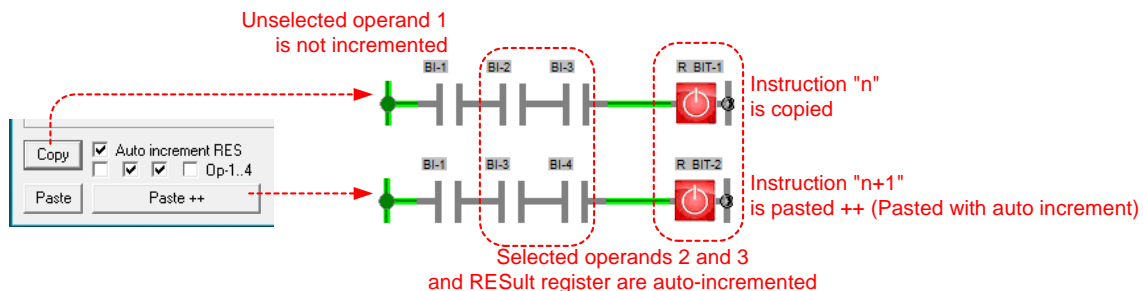 Unselected operand 1
is not incremented
BI-1 BI-2 BI-3 R BIT-1
Instruction "n"
is copied
Copy Auto increment RES
Op-1..4
Paste Paste ++
BI-1 BI-3 BI-4 R BIT-2
Instruction "n+1"
is pasted ++ (Pasted with auto increment)
Selected operands 2 and 3
and RESult register are auto-incremented